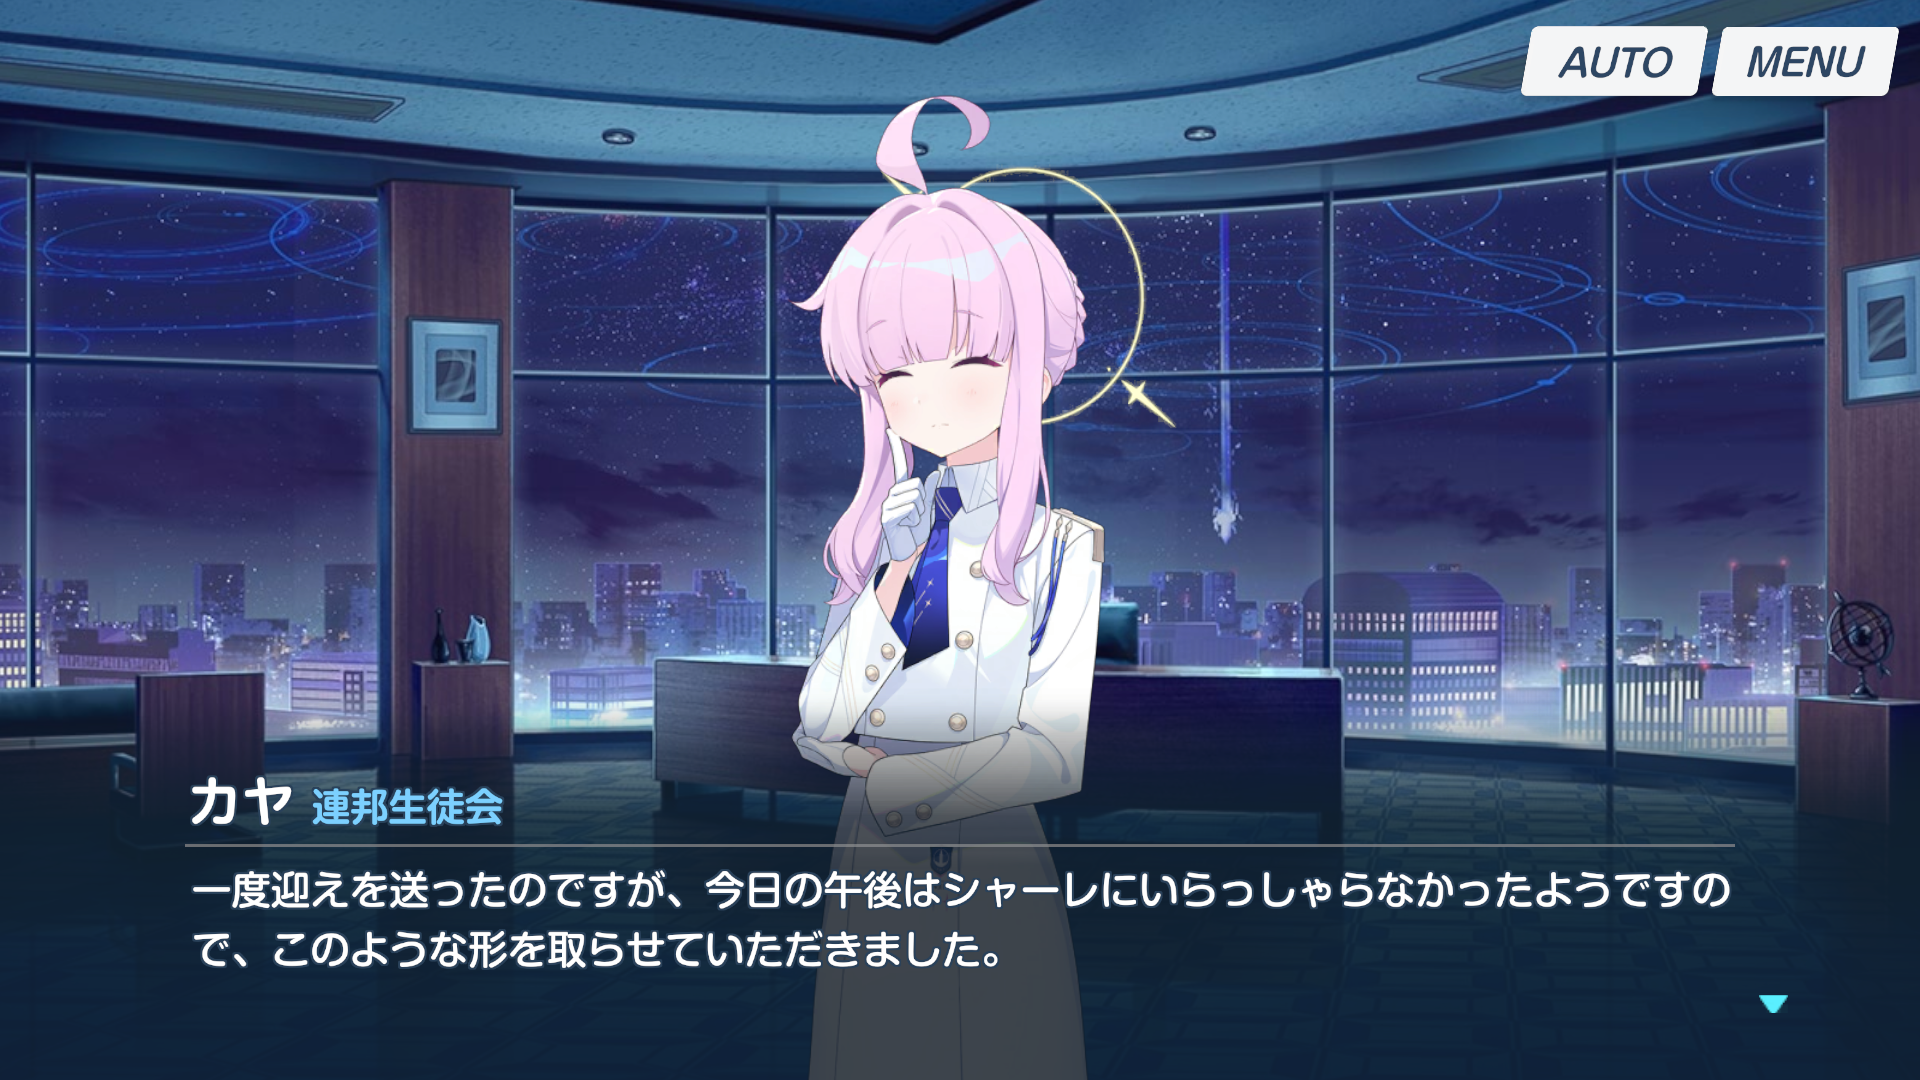 AUTO
MENU
カヤ 連邦生徒会
一度迎えを送ったのですが、今日の午後はシャーレにいらっしゃらなかったようですの
で、このような形を取らせていただきました。